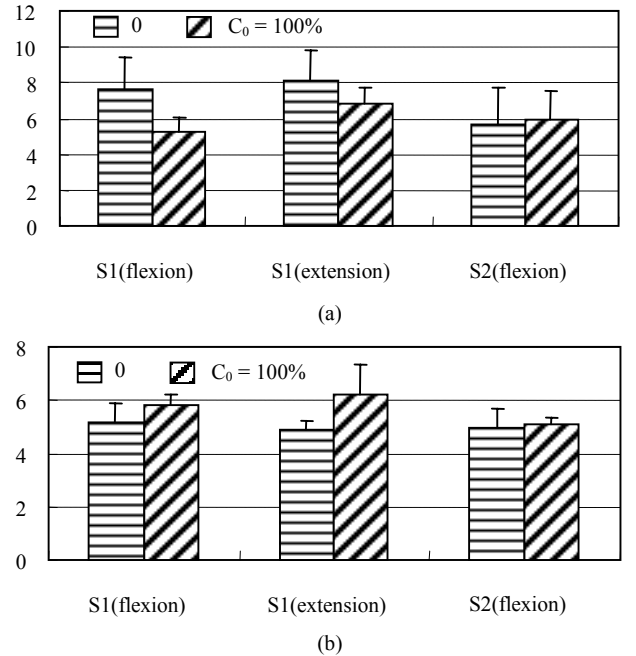 12
0 C₀ = 100%
10
8
6
4
2
0
S1(flexion) S1(extension) S2(flexion)
(a)
8
0 C₀ = 100%
6
4
2
0
S1(flexion) S1(extension) S2(flexion)
(b)